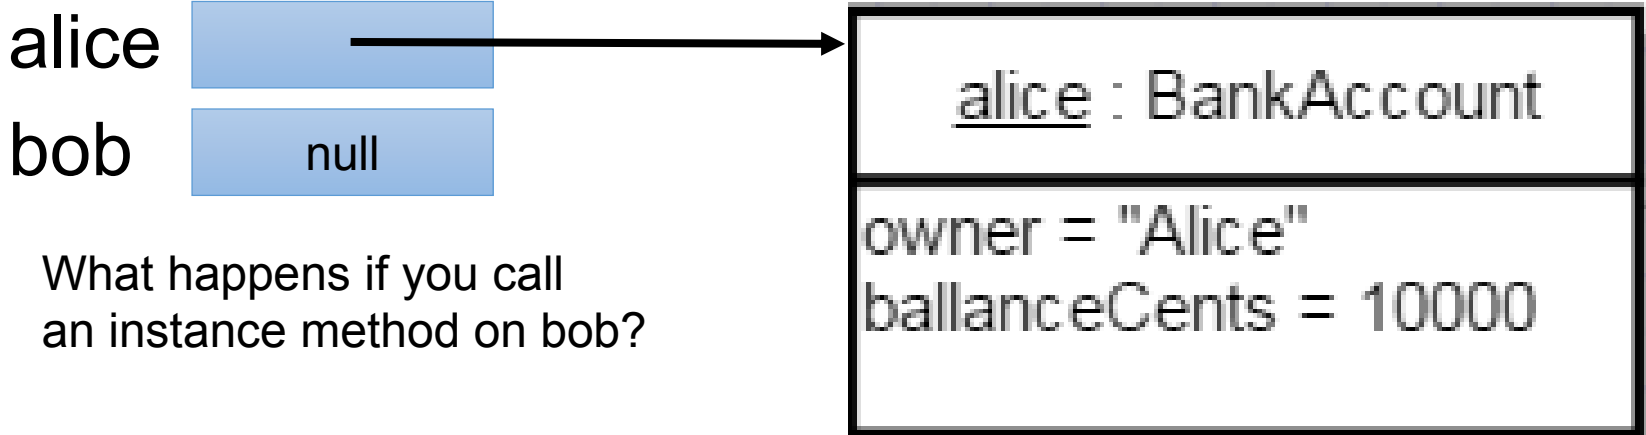 alice
bob
null
What happens if you call
an instance method on bob?
alice : BankAccount
owner = "Alice"
ballanceCents = 10000